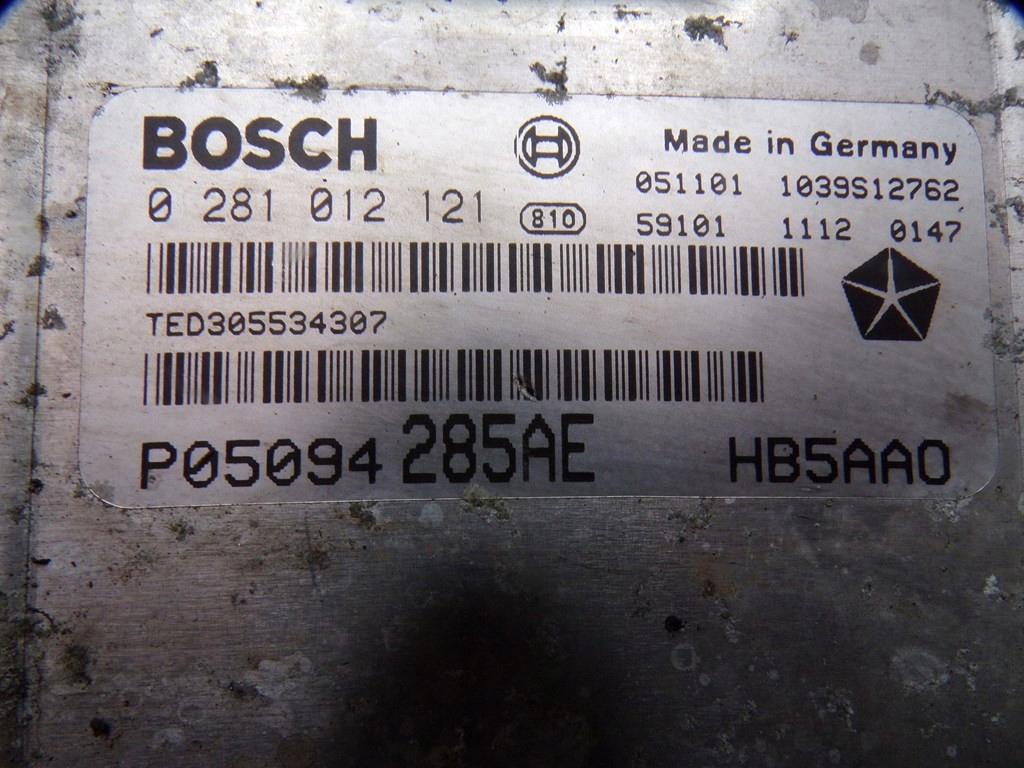 BOSCH
Made in Germany
0 281 012 121
810
051101 1039S12762
59101 1112 0147
TED305534307
P05094 285AE HB5AA0